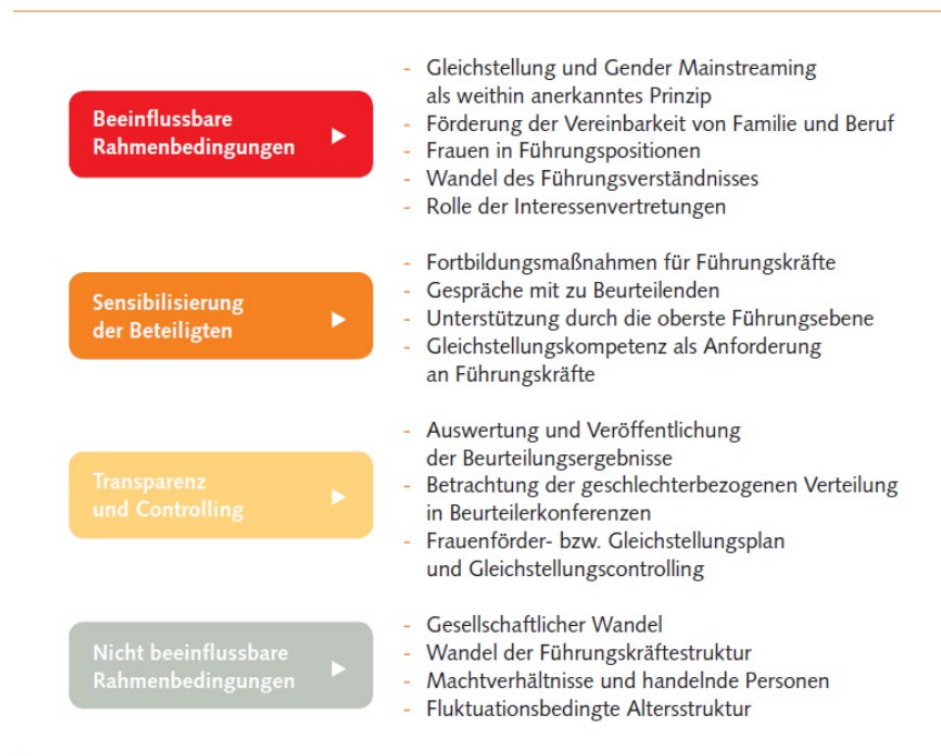 Beeinflussbare
Rahmenbedingungen
- Gleichstellung und Gender Mainstreaming
als weithin anerkanntes Prinzip
- Förderung der Vereinbarkeit von Familie und Beruf
- Frauen in Führungspositionen
- Wandel des Führungsverständnisses
- Rolle der Interessenvertretungen
Sensibilisierung
der Beteiligten
- Fortbildungsmaßnahmen für Führungskräfte
- Gespräche mit zu Beurteilenden
- Unterstützung durch die oberste Führungsebene
- Gleichstellungskompetenz als Anforderung
an Führungskräfte
Transparenz
und Controlling
- Auswertung und Veröffentlichung
der Beurteilungsergebnisse
- Betrachtung der geschlechterbezogenen Verteilung
in Beurteilerkonferenzen
- Frauenförder- bzw. Gleichstellungsplan
und Gleichstellungscontrolling
Nicht beeinflussbare
Rahmenbedingungen
- Gesellschaftlicher Wandel
- Wandel der Führungskräftestruktur
- Machtverhältnisse und handelnde Personen
- Fluktuationsbedingte Altersstruktur